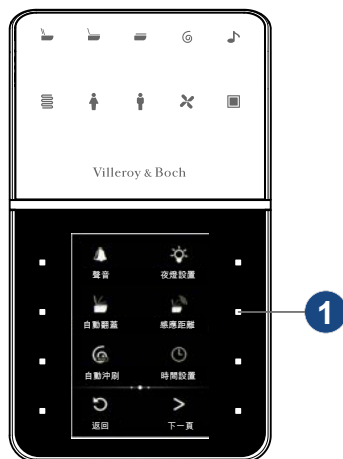 Villeroy & Boch
聲音
夜燈設置
自動翻蓋
感應距離
自動沖刷
時間設置
返回
下一頁
1